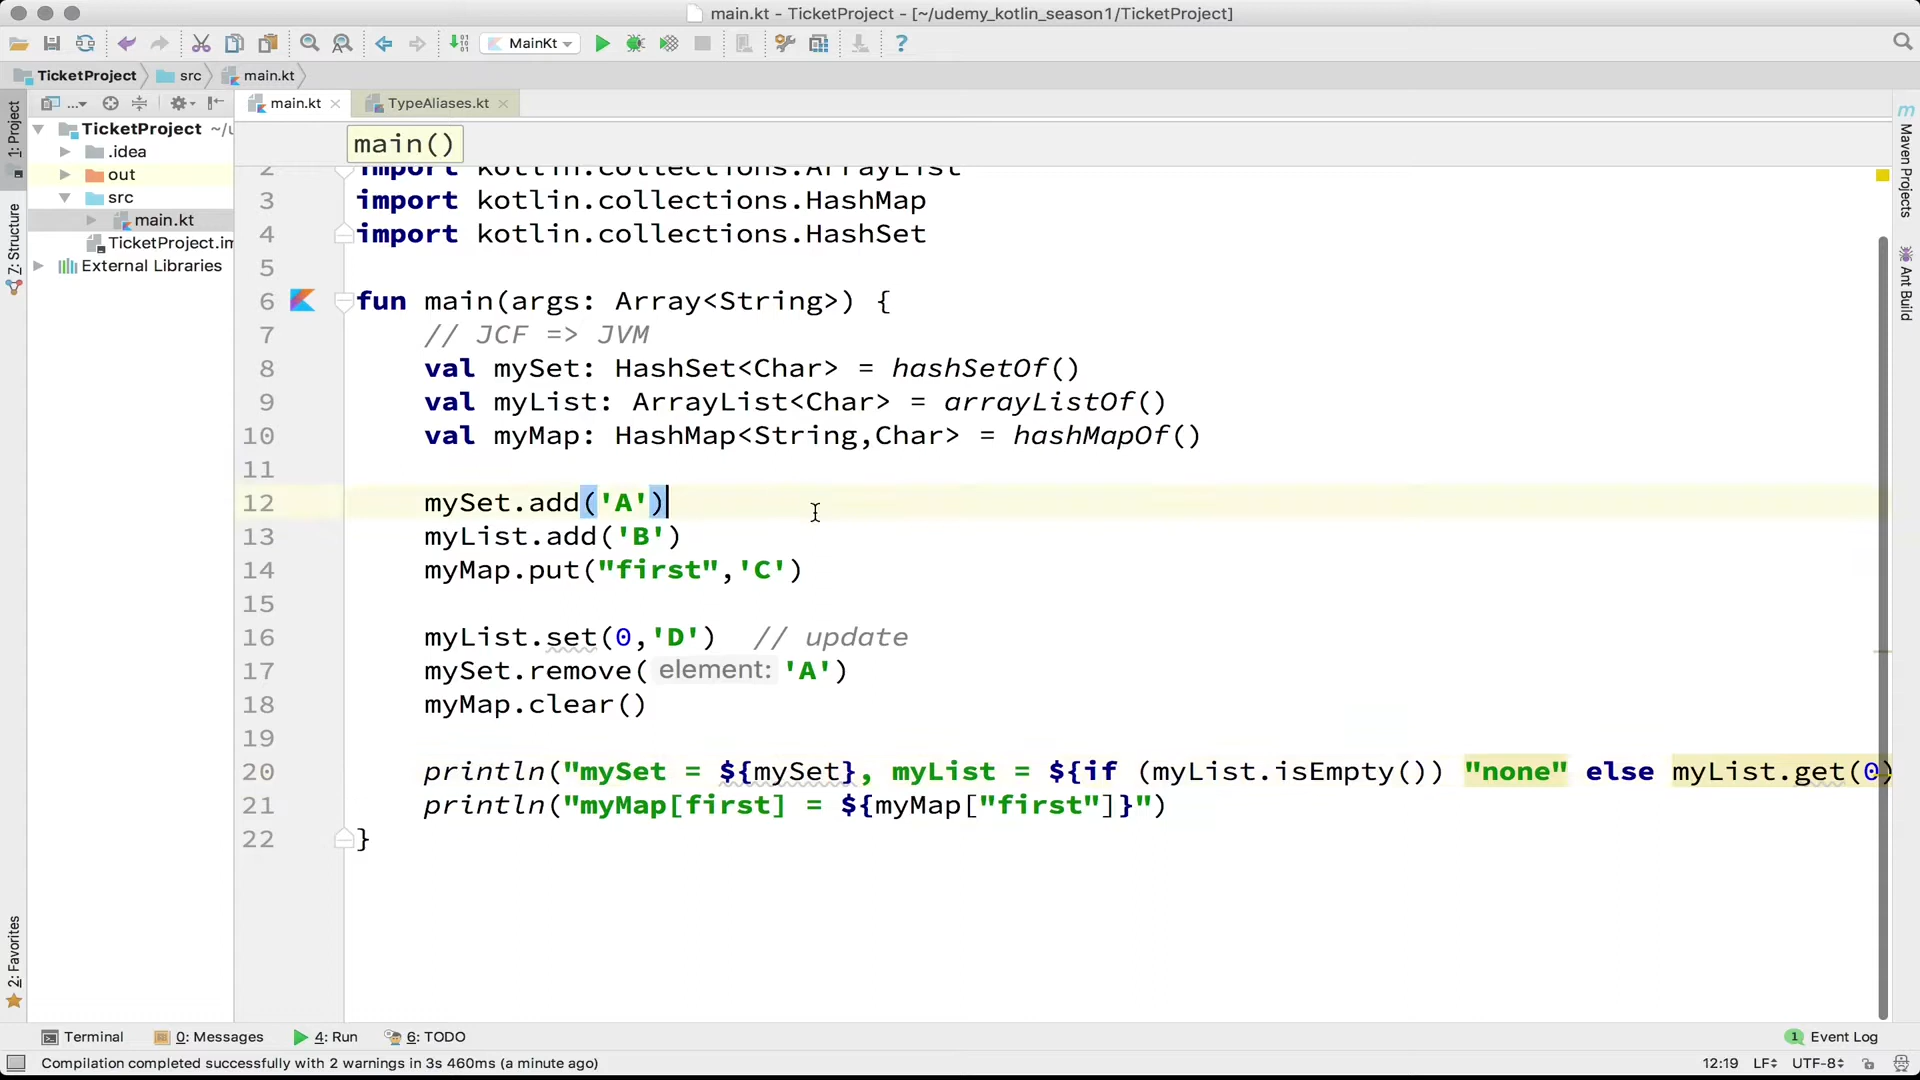 main.kt - TicketProject - [~/udemy_kotlin_season1/TicketProject]
MainKt
TicketProject src main.kt
1: Project
Z: Structure
2: Favorites
...
TicketProject ~/u
.idea
out
src
main.kt
TicketProject.im
External Libraries
main.kt TypeAliases.kt
main()
2 import kotlin.collections.ArrayList
3 import kotlin.collections.HashMap
4 import kotlin.collections.HashSet
5
6 fun main(args: Array<String>) {
7 // JCF => JVM
8 val mySet: HashSet<Char> = hashSetOf()
9 val myList: ArrayList<Char> = arrayListOf()
10 val myMap: HashMap<String,Char> = hashMapOf()
11
12 mySet.add('A')
13 myList.add('B')
14 myMap.put("first",'C')
15
16 myList.set(0,'D') // update
17 mySet.remove( element: 'A')
18 myMap.clear()
19
20 println("mySet = ${mySet}, myList = ${if (myList.isEmpty()) "none" else myList.get(0)
21 println("myMap[first] = ${myMap["first"]}")
22 }
m
Maven Projects
Ant Build
Terminal 0: Messages 4: Run 6: TODO 1 Event Log
Compilation completed successfully with 2 warnings in 3s 460ms (a minute ago) 12:19 LF UTF-8